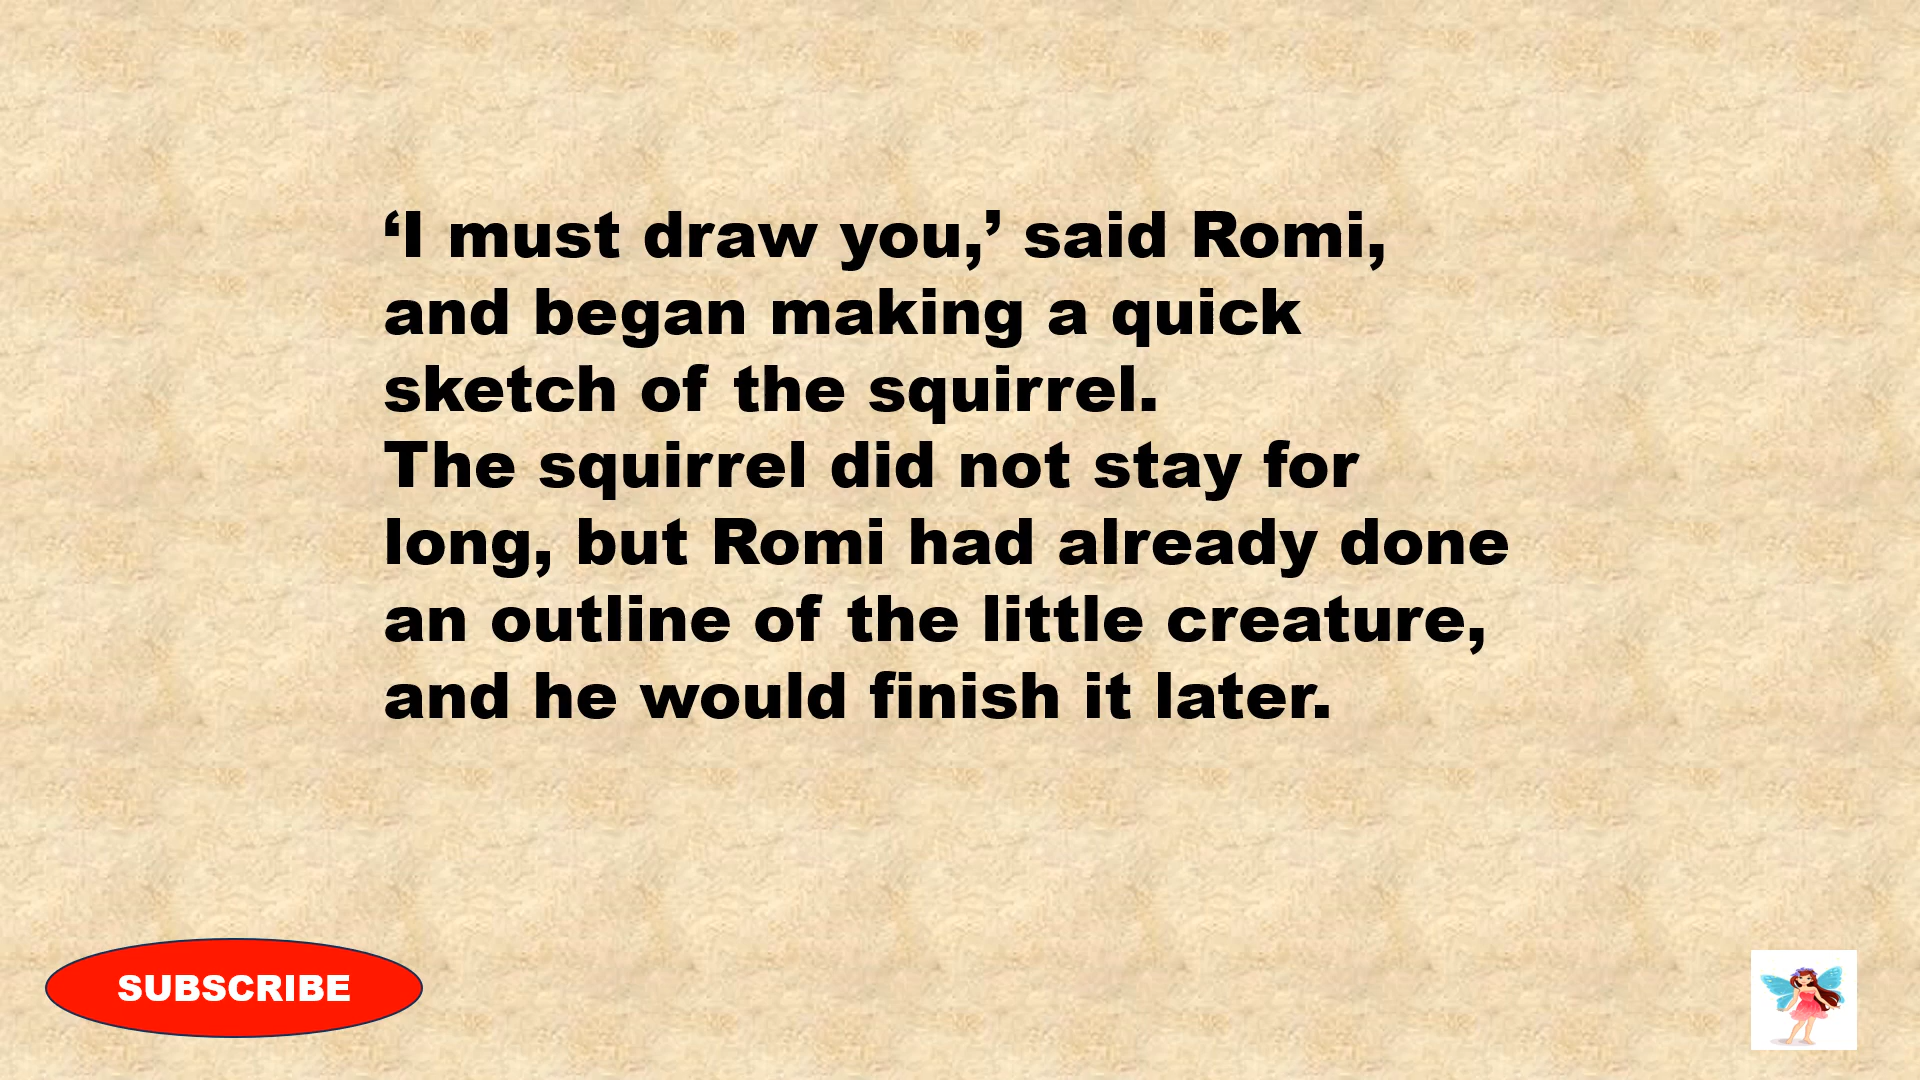 ‘I must draw you,’ said Romi,
and began making a quick
sketch of the squirrel.
The squirrel did not stay for
long, but Romi had already done
an outline of the little creature,
and he would finish it later.
SUBSCRIBE